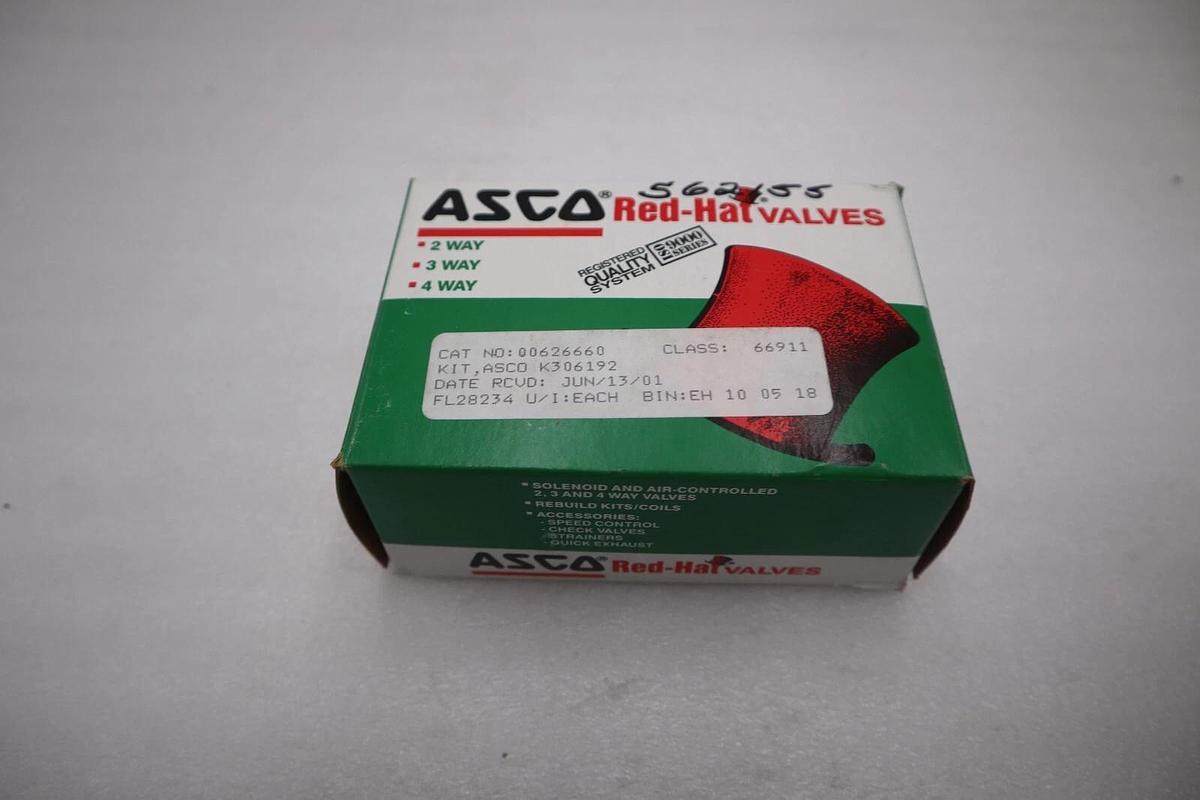 562155
ASCO® Red-Hat® VALVES
2 WAY
3 WAY
4 WAY
REGISTERED
QUALITY
SYSTEM
ISO
9000
SERIES
CAT NO:00626660 CLASS: 66911
KIT,ASCO K306192
DATE RCVD: JUN/13/01
FL28234 U/I:EACH BIN:EH 10 05 18
SOLENOID AND AIR-CONTROLLED
2, 3 AND 4 WAY VALVES
REBUILD KITS/COILS
ACCESSORIES:
- SPEED CONTROL
- CHECK VALVES
- STRAINERS
- QUICK EXHAUST
ASCO® Red-Hat VALVES